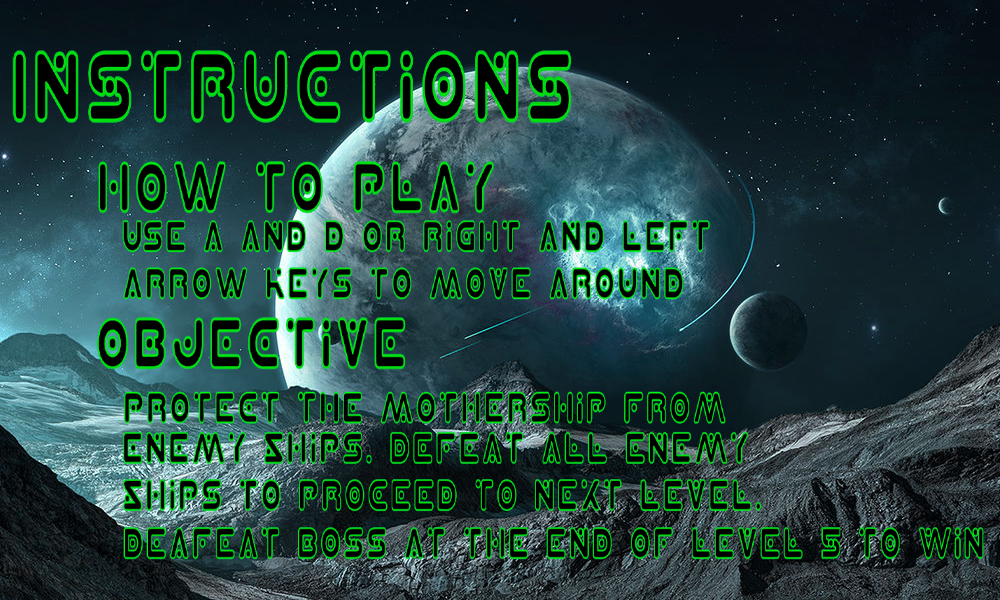 INSTRUCTiONS
HOW TO PLAY
USE A AND D OR RiGHT AND LEFT
ARROW KEYS TO MOVE AROUND
OBJECTiVE
PROTECT THE MOTHERSHiP FROM
ENEMY SHiPS. DEFEAT ALL ENEMY
SHiPS TO PROCEED TO NEXT LEVEL.
DEAFEAT BOSS AT THE END OF LEVEL 5 TO WiN